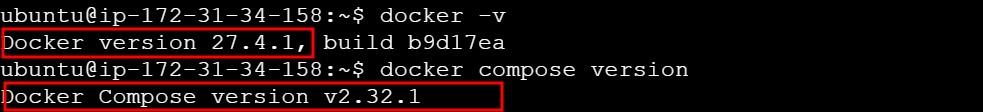 ubuntu@ip-172-31-34-158:~$ docker -v
Docker version 27.4.1, build b9d17ea
ubuntu@ip-172-31-34-158:~$ docker compose version
Docker Compose version v2.32.1